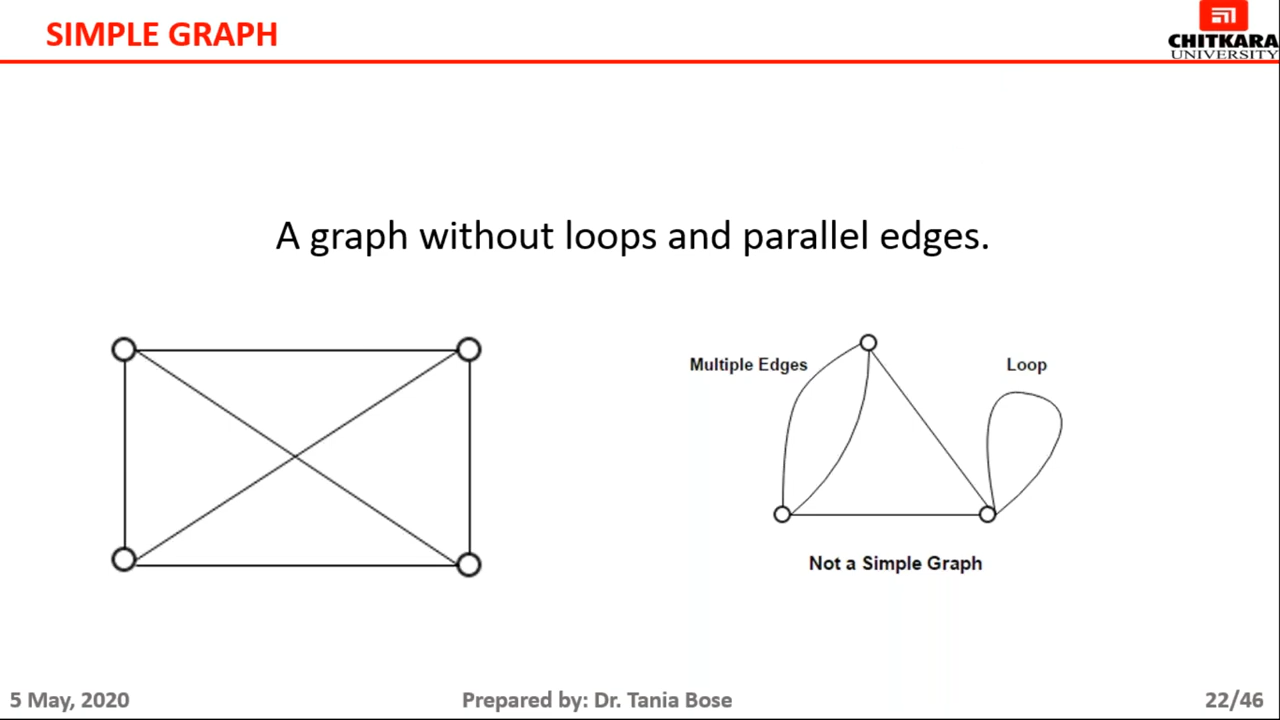 SIMPLE GRAPH
CHITKARA
UNIVERSITY
A graph without loops and parallel edges.
Multiple Edges
Loop
Not a Simple Graph
5 May, 2020
Prepared by: Dr. Tania Bose
22/46